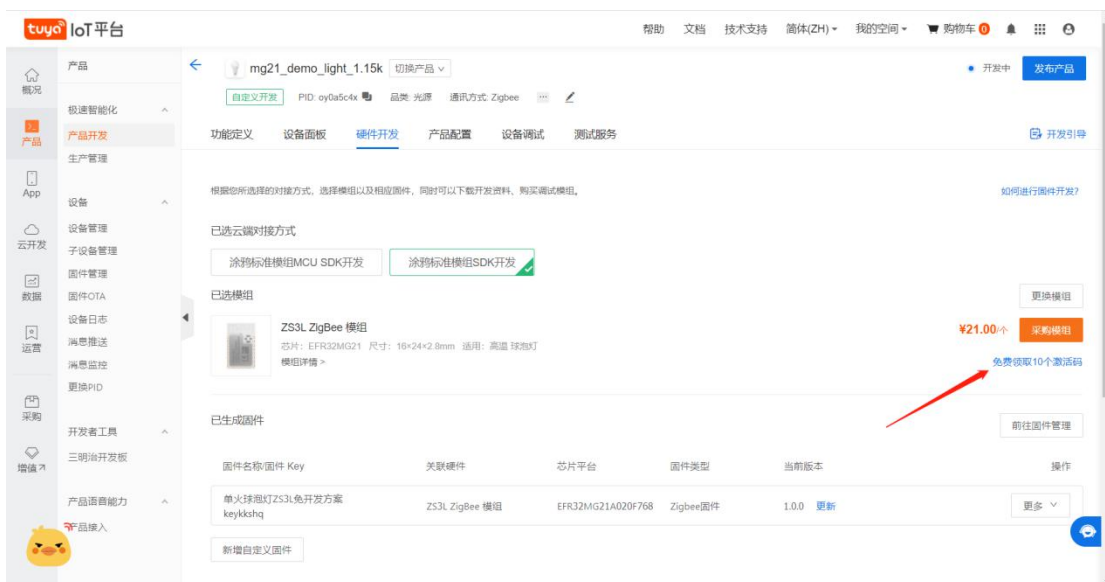 tuya IoT平台
帮助 文档 技术支持 简体(ZH) 我的空间 购物车 0
概况
产品
App
云开发
数据
运营
采购
增值
产品
极速智能化
产品开发
生产管理
设备
设备管理
子设备管理
固件管理
固件OTA
设备日志
消息推送
消息监控
更换PID
开发者工具
三明治开发板
产品语音能力
产品接入
mg21_demo_light_1.15k 切换产品
开发中 发布产品
自定义开发 PID: oy0a5c4x 品类: 光源 通讯方式: Zigbee ···
功能定义 设备面板 硬件开发 产品配置 设备调试 测试服务 开发引导
根据您所选择的对接方式，选择模组以及相应固件，同时可以下载开发资料、购买调试模组。 如何进行固件开发?
已选云端对接方式
涂鸦标准模组MCU SDK开发 涂鸦标准模组SDK开发
已选模组 更换模组
ZS3L ZigBee 模组
芯片：EFR32MG21 尺寸：16×24×2.8mm 适用：高温 球泡灯
模组详情 >
¥21.00/个 采购模组
免费领取10个激活码
已生成固件 前往固件管理
固件名称/固件 Key 关联硬件 芯片平台 固件类型 当前版本 操作
单火球泡灯ZS3L免开发方案
keykkshq
ZS3L ZigBee 模组 EFR32MG21A020F768 Zigbee固件 1.0.0 更新 更多
新增自定义固件